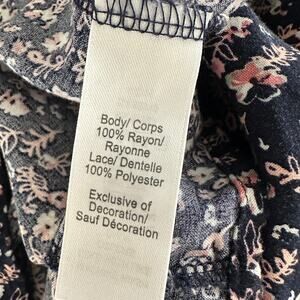 Body/ Corps
100% Rayon/
Rayonne
Lace/ Dentelle
100% Polyester
Exclusive of
Decoration/
Sauf Décoration